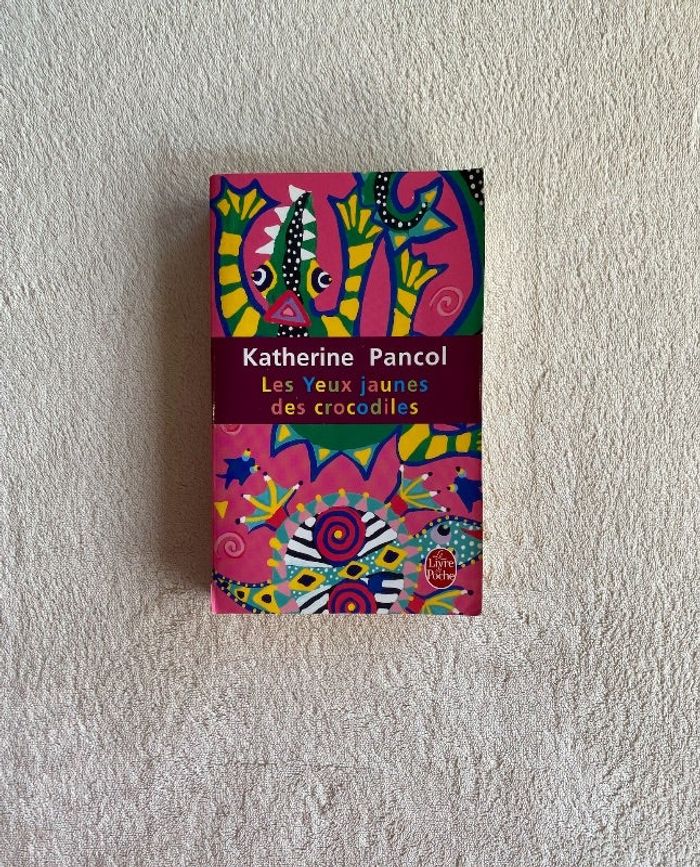 Katherine Pancol
Les Yeux jaunes
des crocodiles
Le
Livre
de
Poche